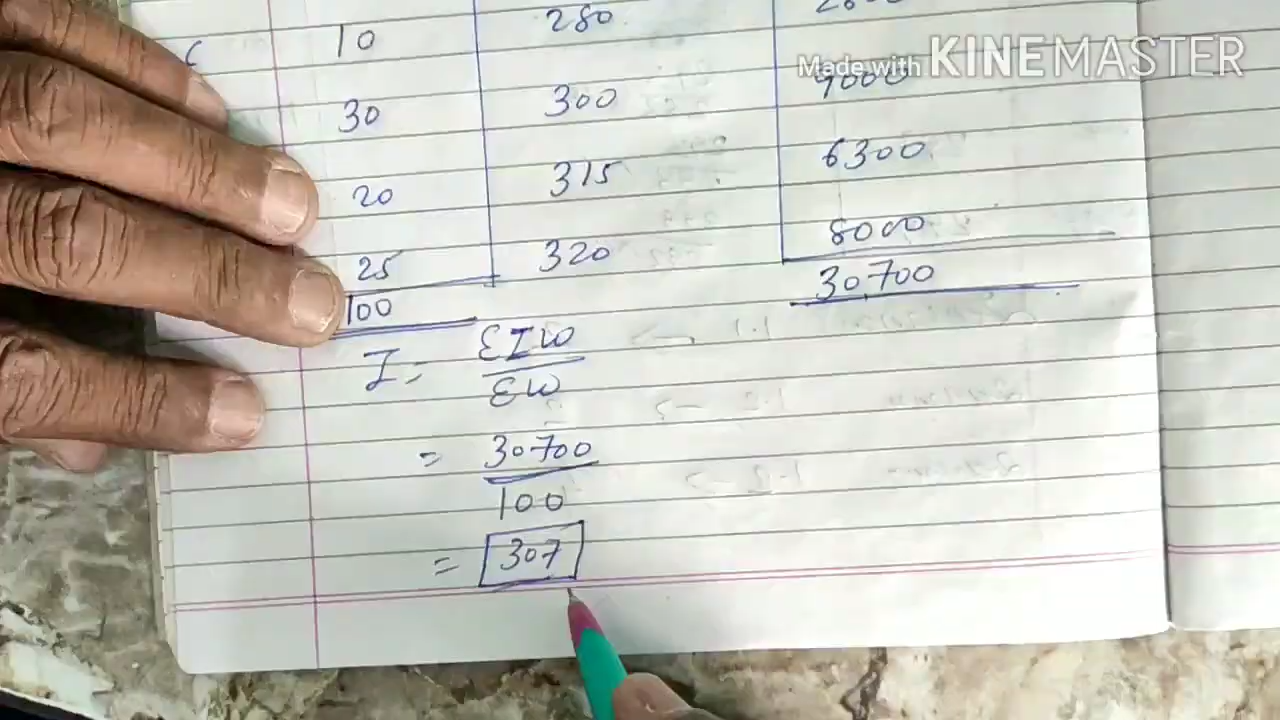 10 280
Made with KINEMASTER
30 300 9000
20 315 6300
25 320 8000
100 30700
I = ΣIW
ΣW
= 30700
100
= 307